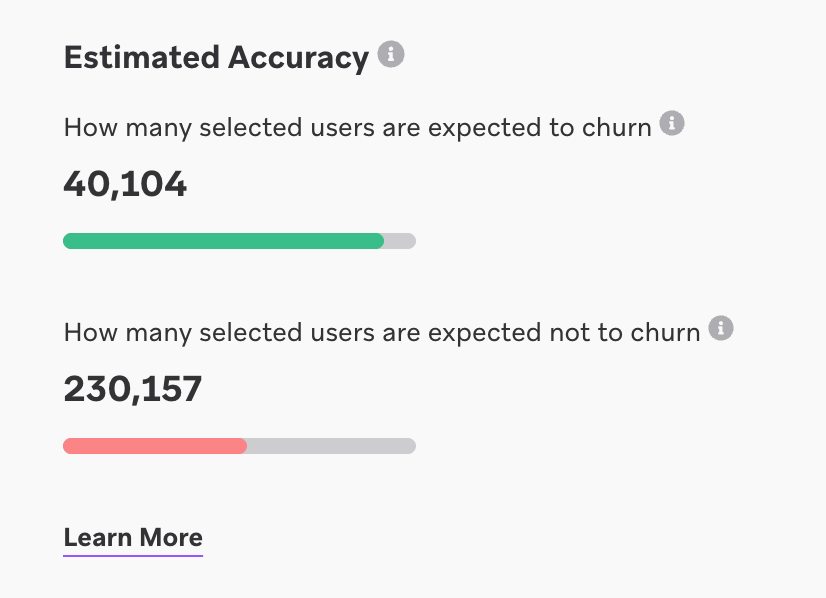 Estimated Accuracy
How many selected users are expected to churn
40,104
How many selected users are expected not to churn
230,157
Learn More